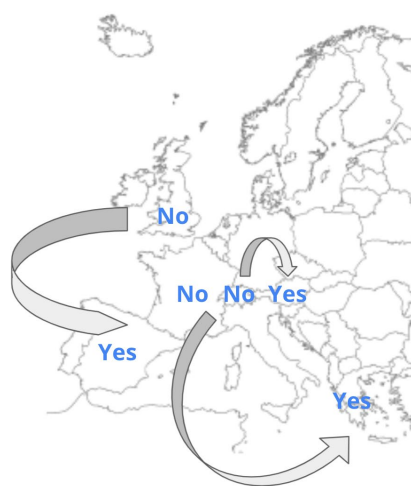 No
No No Yes
Yes
Yes